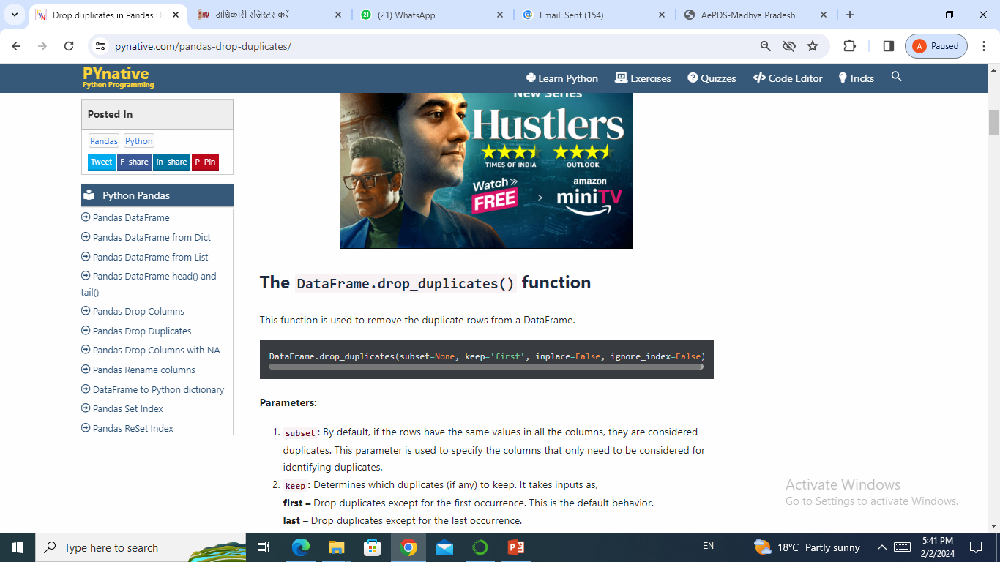 Drop duplicates in Pandas D
अधिकारी रजिस्टर करें
(21) WhatsApp
Email: Sent (154)
AePDS-Madhya Pradesh
pynative.com/pandas-drop-duplicates/
A Paused
PYnative
Python Programming
Learn Python
Exercises
Quizzes
Code Editor
Tricks
Posted In
Pandas Python
Tweet F share in share P Pin
Python Pandas
Pandas DataFrame
Pandas DataFrame from Dict
Pandas DataFrame from List
Pandas DataFrame head() and
tail()
Pandas Drop Columns
Pandas Drop Duplicates
Pandas Drop Columns with NA
Pandas Rename columns
DataFrame to Python dictionary
Pandas Set Index
Pandas ReSet Index
New Series
Hustlers
TIMES OF INDIA OUTLOOK
Watch »
FREE
amazon
miniTV
The DataFrame.drop_duplicates() function
This function is used to remove the duplicate rows from a DataFrame.
DataFrame.drop_duplicates(subset=None, keep='first', inplace=False, ignore_index=False)
Parameters:
1. subset: By default, if the rows have the same values in all the columns, they are considered
duplicates. This parameter is used to specify the columns that only need to be considered for
identifying duplicates.
2. keep: Determines which duplicates (if any) to keep. It takes inputs as,
first – Drop duplicates except for the first occurrence. This is the default behavior.
last – Drop duplicates except for the last occurrence.
Activate Windows
Go to Settings to activate Windows.
Type here to search
EN
18°C Partly sunny
5:41 PM
2/2/2024